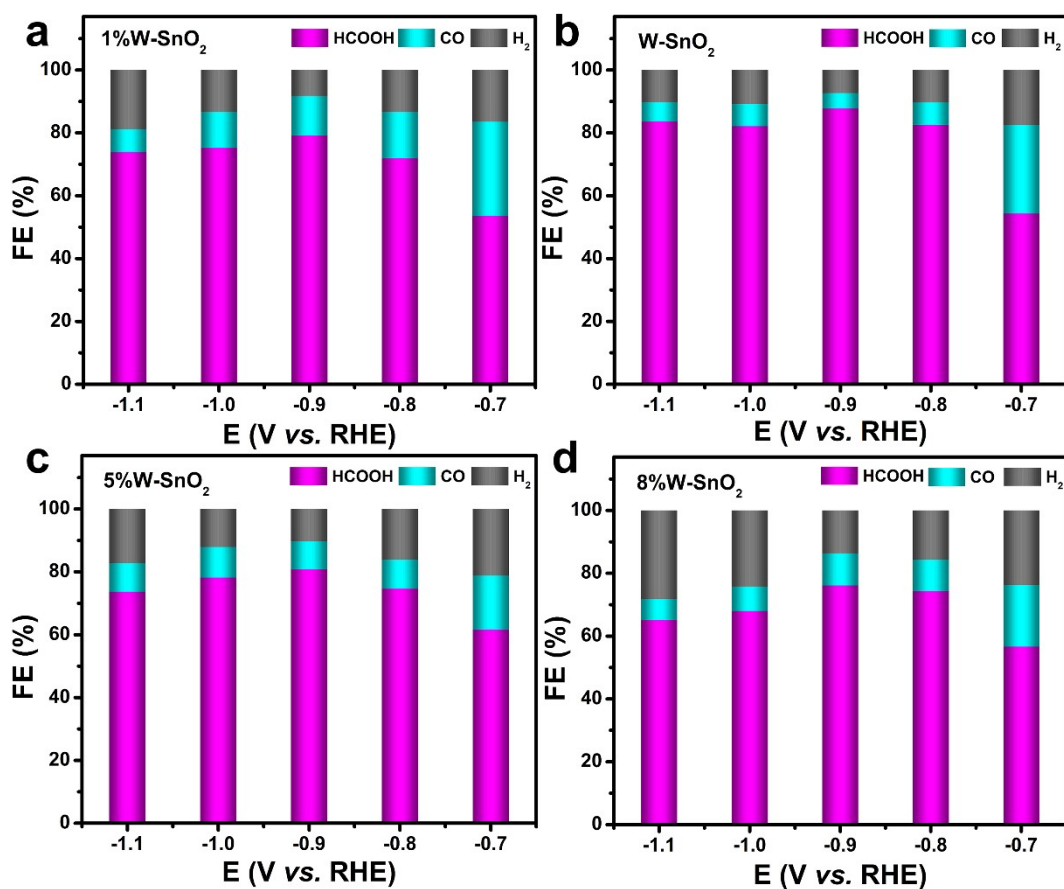 a
1%W-SnO₂
HCOOH CO H₂
FE (%)
100
80
60
40
20
0
-1.1 -1.0 -0.9 -0.8 -0.7
E (V vs. RHE)
b
W-SnO₂
HCOOH CO H₂
FE (%)
100
80
60
40
20
0
-1.1 -1.0 -0.9 -0.8 -0.7
E (V vs. RHE)
c
5%W-SnO₂
HCOOH CO H₂
FE (%)
100
80
60
40
20
0
-1.1 -1.0 -0.9 -0.8 -0.7
E (V vs. RHE)
d
8%W-SnO₂
HCOOH CO H₂
FE (%)
100
80
60
40
20
0
-1.1 -1.0 -0.9 -0.8 -0.7
E (V vs. RHE)